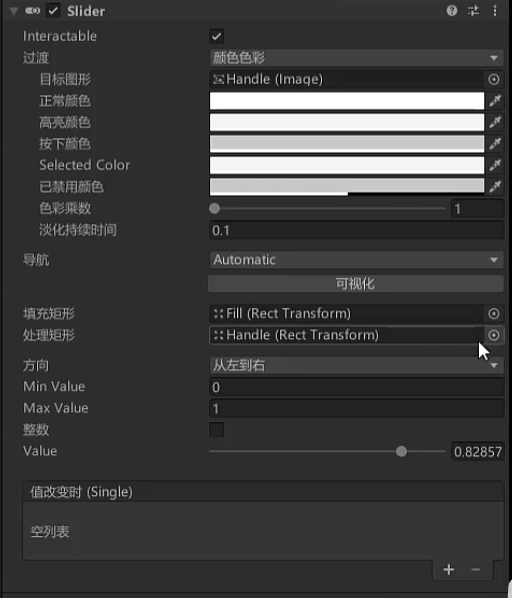 Slider
Interactable
过渡 颜色色彩
目标图形 Handle (Image)
正常颜色
高亮颜色
按下颜色
Selected Color
已禁用颜色
色彩乘数 1
淡化持续时间 0.1
导航 Automatic
可视化
填充矩形 Fill (Rect Transform)
处理矩形 Handle (Rect Transform)
方向 从左到右
Min Value 0
Max Value 1
整数
Value 0.82857
值改变时 (Single)
空列表